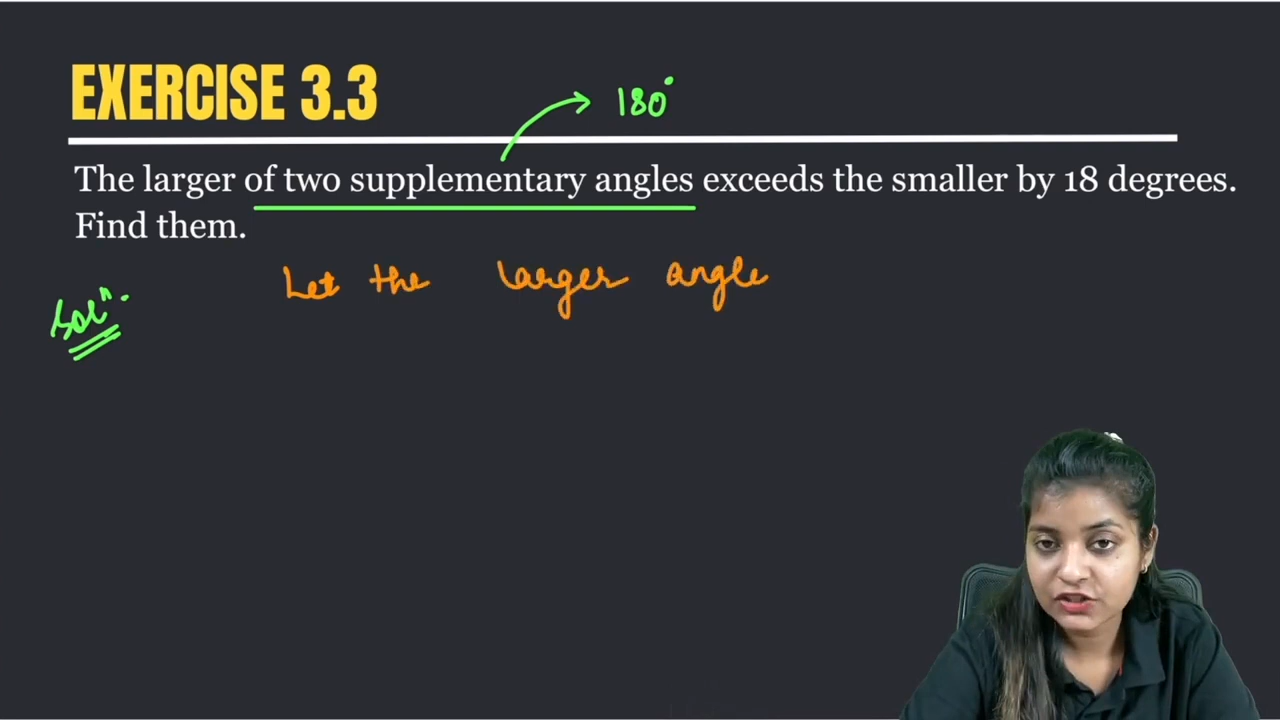 EXERCISE 3.3
180°
The larger of two supplementary angles exceeds the smaller by 18 degrees.
Find them.
Let the larger angle
Solⁿ.